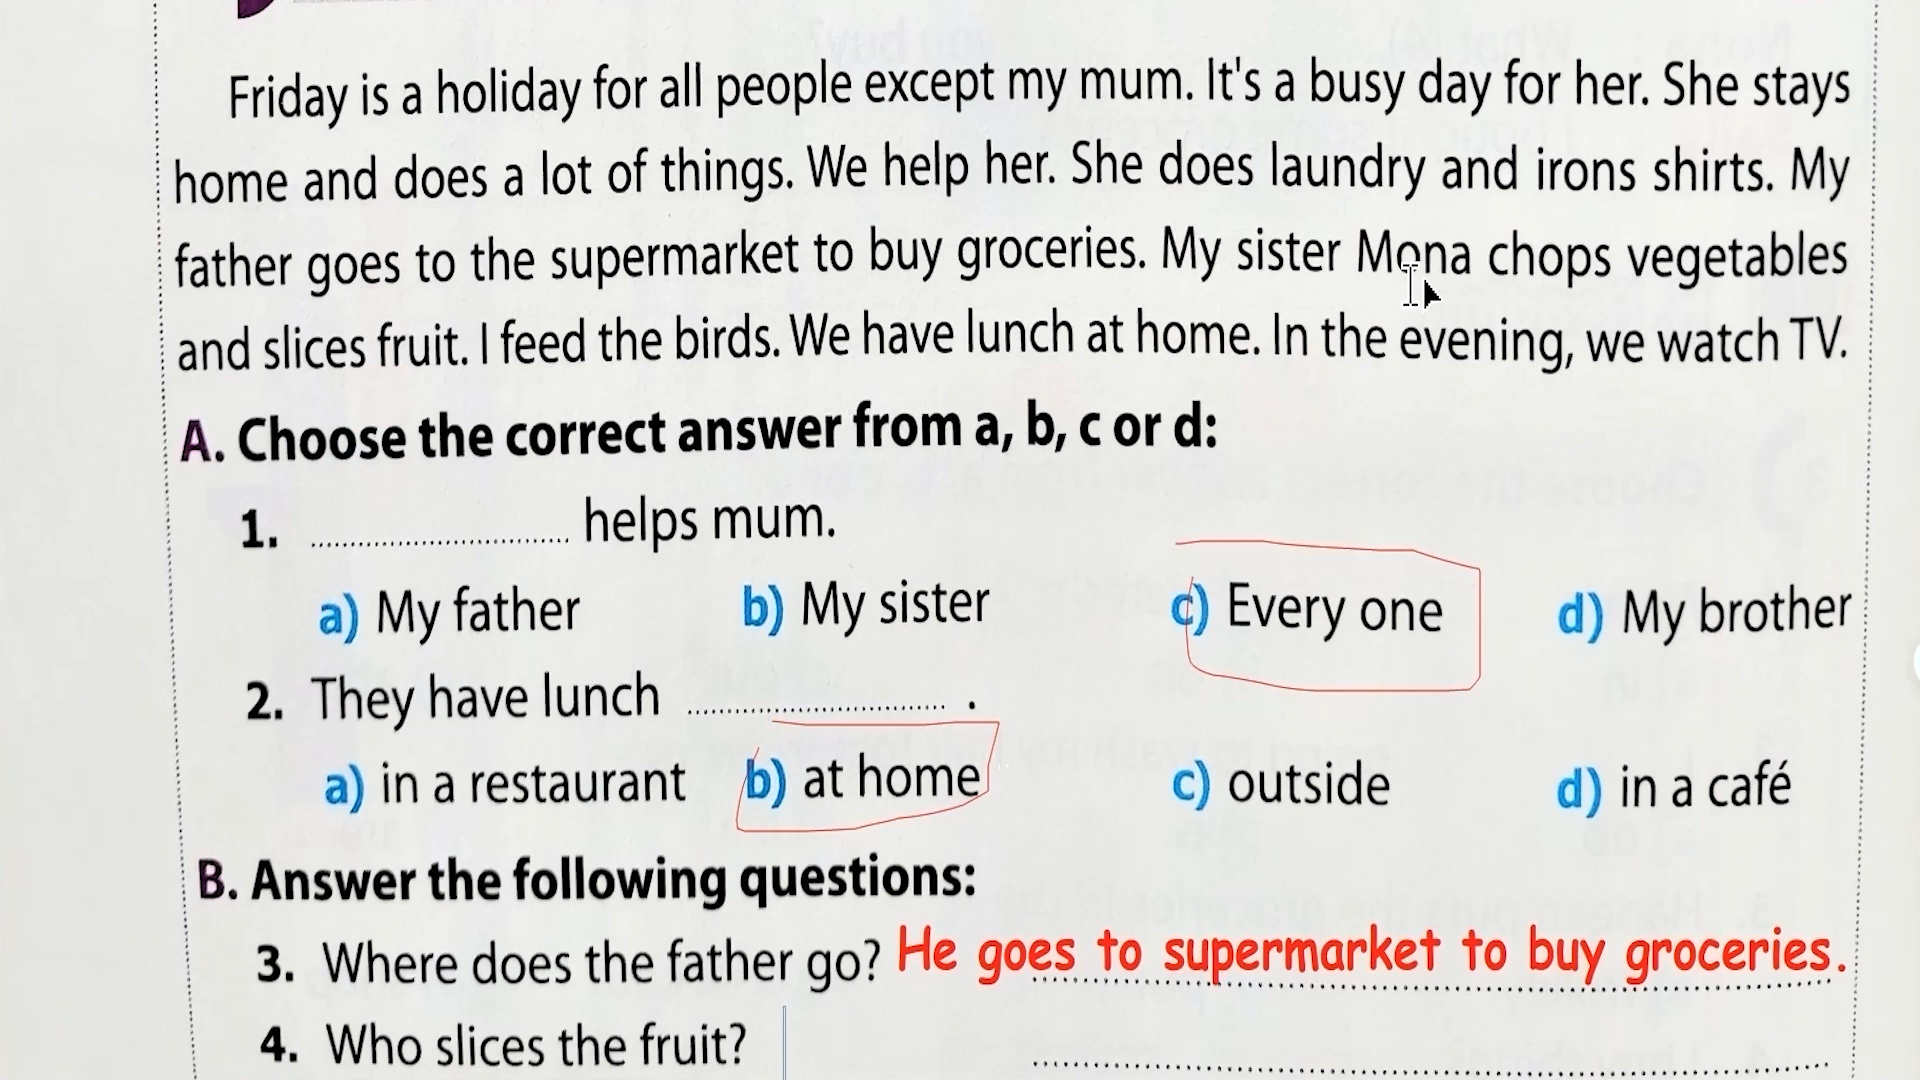 Friday is a holiday for all people except my mum. It's a busy day for her. She stays
home and does a lot of things. We help her. She does laundry and irons shirts. My
father goes to the supermarket to buy groceries. My sister Mona chops vegetables
and slices fruit. I feed the birds. We have lunch at home. In the evening, we watch TV.
A. Choose the correct answer from a, b, c or d:
1. .............................. helps mum.
a) My father b) My sister c) Every one d) My brother
2. They have lunch .............................. .
a) in a restaurant b) at home c) outside d) in a café
B. Answer the following questions:
3. Where does the father go? He goes to supermarket to buy groceries.
4. Who slices the fruit?